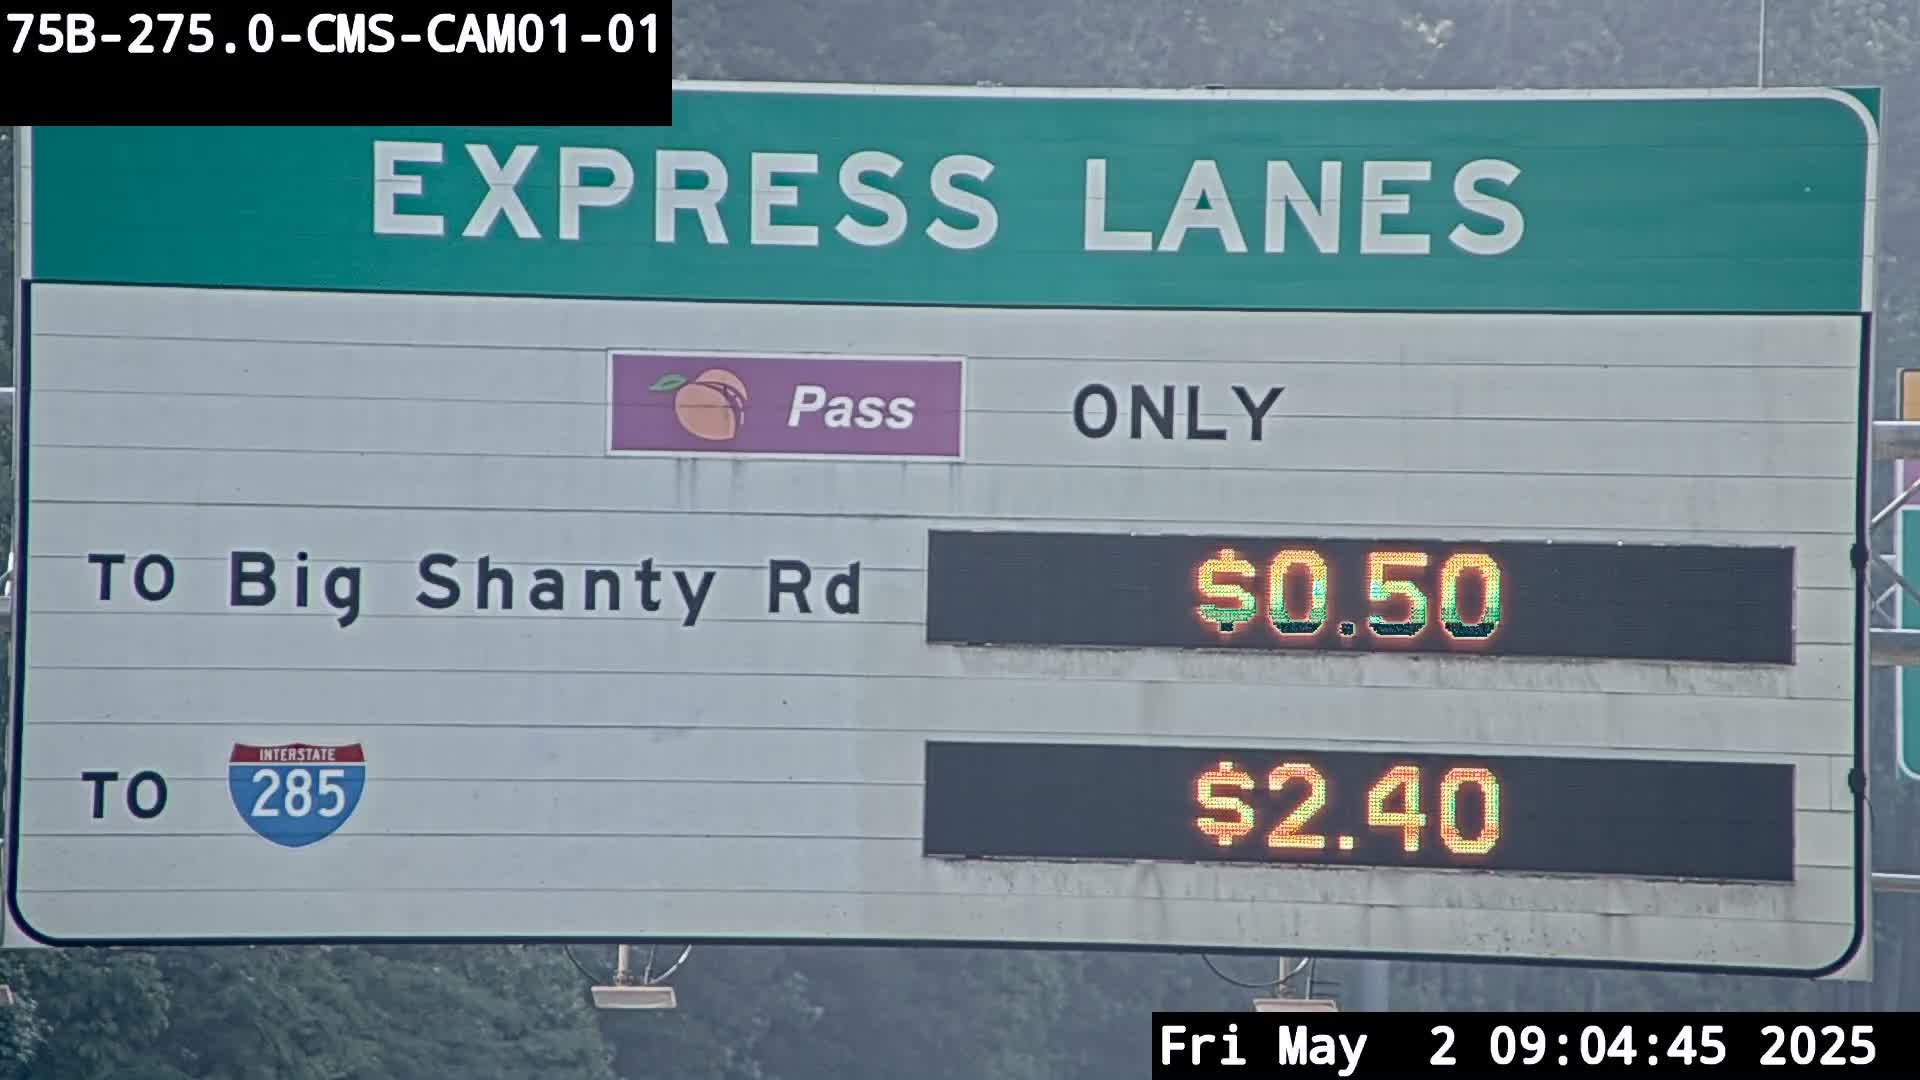 75B-275.0-CMS-CAM01-01
EXPRESS LANES
Pass ONLY
TO Big Shanty Rd $0.50
TO INTERSTATE 285 $2.40
Fri May 2 09:04:45 2025